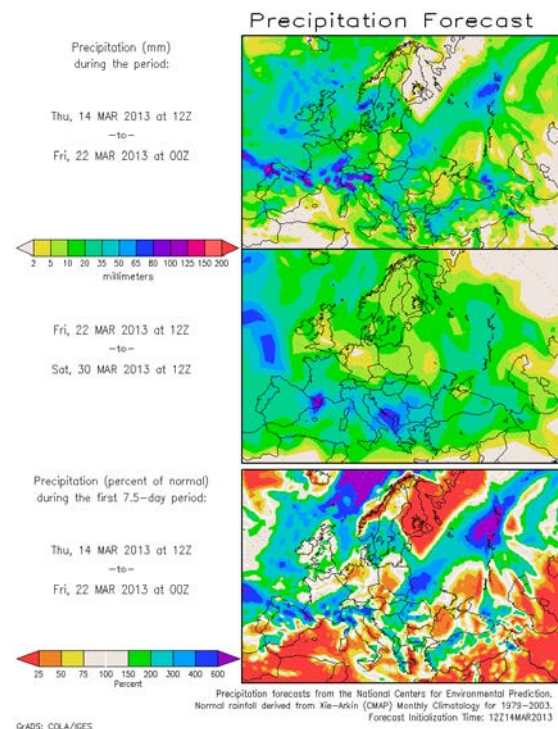 Precipitation Forecast
Precipitation (mm)
during the period:
Thu, 14 MAR 2013 at 12Z
—to—
Fri, 22 MAR 2013 at 00Z
2 5 10 20 35 50 65 80 100 125 150 200
millimeters
Fri, 22 MAR 2013 at 12Z
—to—
Sat, 30 MAR 2013 at 12Z
Precipitation (percent of normal)
during the first 7.5-day period:
Thu, 14 MAR 2013 at 12Z
—to—
Fri, 22 MAR 2013 at 00Z
25 50 75 100 150 200 300 400 600
Percent
Precipitation forecasts from the National Centers for Environmental Prediction.
Normal rainfall derived from Xie-Arkin (CMAP) Monthly Climatology for 1979-2003.
Forecast Initialization Time: 12Z14MAR2013
GrADS: COLA/IGES